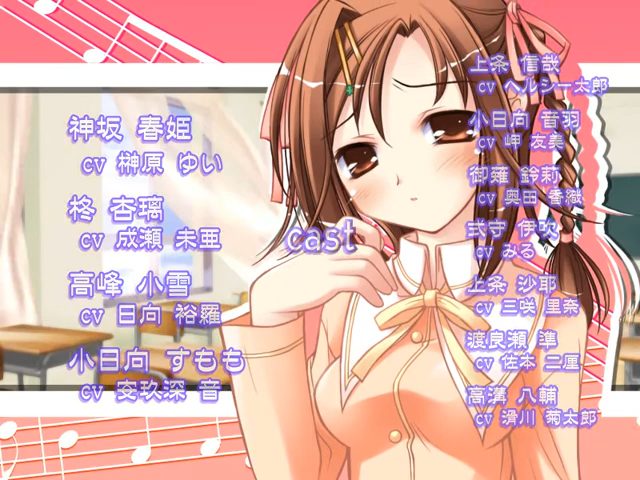 神坂 春姫
cv 榊原 ゆい
柊 杏璃
cv 成瀬 未亜
高峰 小雪
cv 日向 裕羅
小日向 すもも
cv 安玖深 音
cast
上条 信哉
cv ヘルシー太郎
小日向 音羽
cv 岬 友美
御薙 鈴莉
cv 奥田 香織
式守 伊吹
cv みる
上条 沙耶
cv 三咲 里奈
渡良瀬 準
cv 佐本 二厘
高溝 八輔
cv 滑川 菊太郎